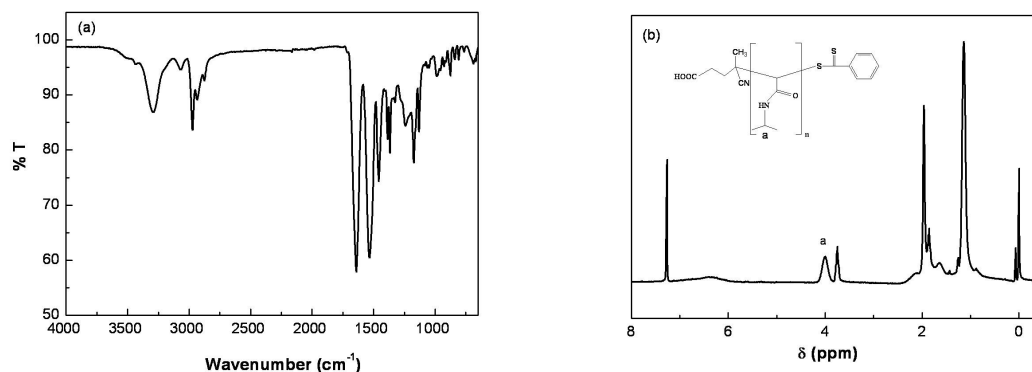 (a)
100
90
80
70
60
50
% T
4000 3500 3000 2500 2000 1500 1000
Wavenumber (cm⁻¹)
(b)
CH₃
S
S
HOOC
CN
O
HN
a
n
a
8 6 4 2 0
δ (ppm)